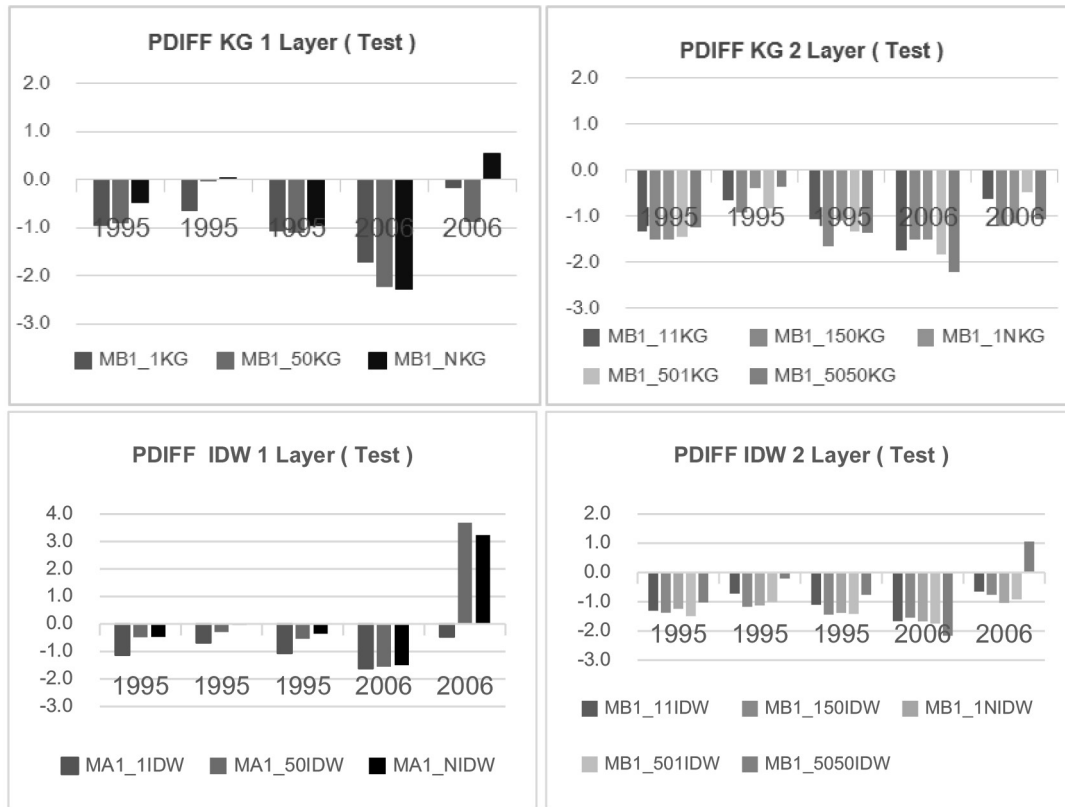 PDIFF KG 1 Layer ( Test )
2.0
1.0
0.0
-1.0
-2.0
-3.0
1995 1995 1995 2006 2006
MB1_1KG MB1_50KG MB1_NKG
PDIFF KG 2 Layer ( Test )
2.0
1.0
0.0
-1.0
-2.0
-3.0
1995 1995 1995 2006 2006
MB1_11KG MB1_150KG MB1_1NKG
MB1_501KG MB1_5050KG
PDIFF IDW 1 Layer ( Test )
4.0
3.0
2.0
1.0
0.0
-1.0
-2.0
-3.0
1995 1995 1995 2006 2006
MA1_1IDW MA1_50IDW MA1_NIDW
PDIFF IDW 2 Layer ( Test )
2.0
1.0
0.0
-1.0
-2.0
-3.0
1995 1995 1995 2006 2006
MB1_11IDW MB1_150IDW MB1_1NIDW
MB1_501IDW MB1_5050IDW